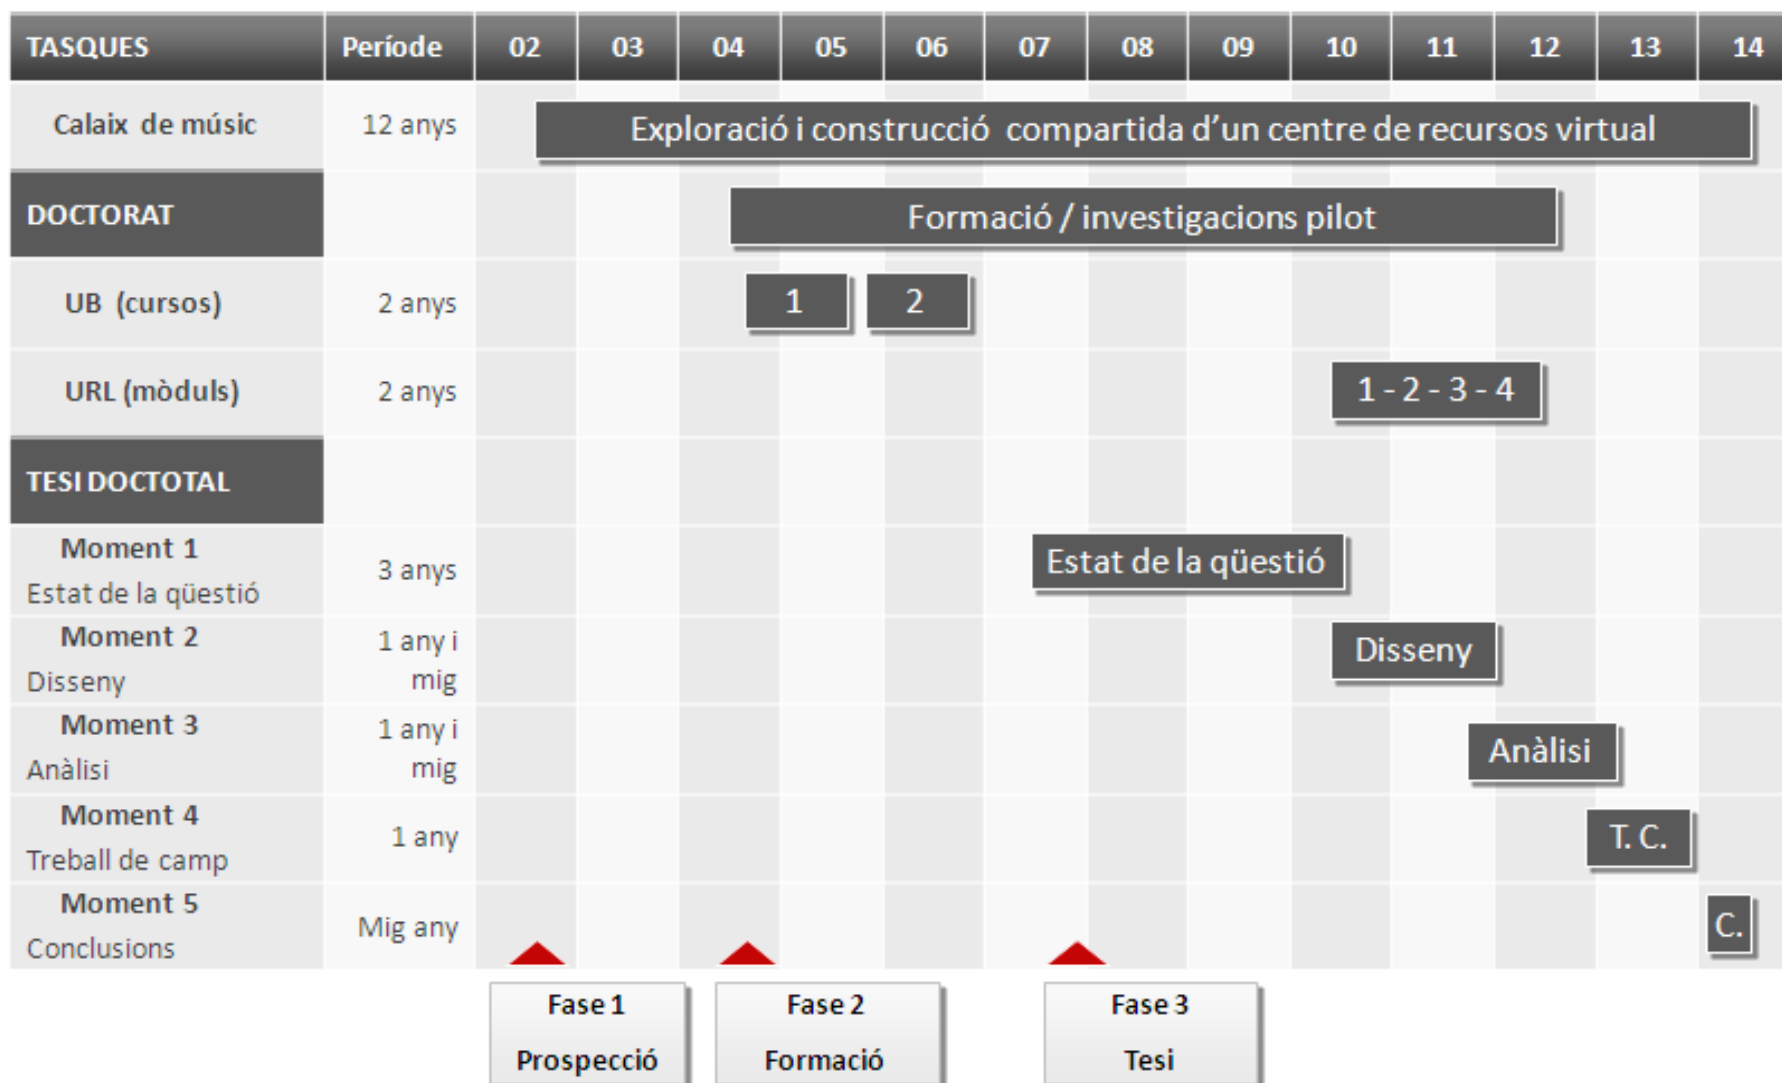 TASQUES Període 02 03 04 05 06 07 08 09 10 11 12 13 14
Calaix de músic 12 anys Exploració i construcció compartida d'un centre de recursos virtual
DOCTORAT Formació / investigacions pilot
UB (cursos) 2 anys 1 2
URL (mòduls) 2 anys 1 - 2 - 3 - 4
TESI DOCTOTAL
Moment 1
Estat de la qüestió
3 anys
Estat de la qüestió
Moment 2
Disseny
1 any i
mig
Disseny
Moment 3
Anàlisi
1 any i
mig
Anàlisi
Moment 4
Treball de camp
1 any
T. C.
Moment 5
Conclusions
Mig any
C.
Fase 1
Prospecció
Fase 2
Formació
Fase 3
Tesi